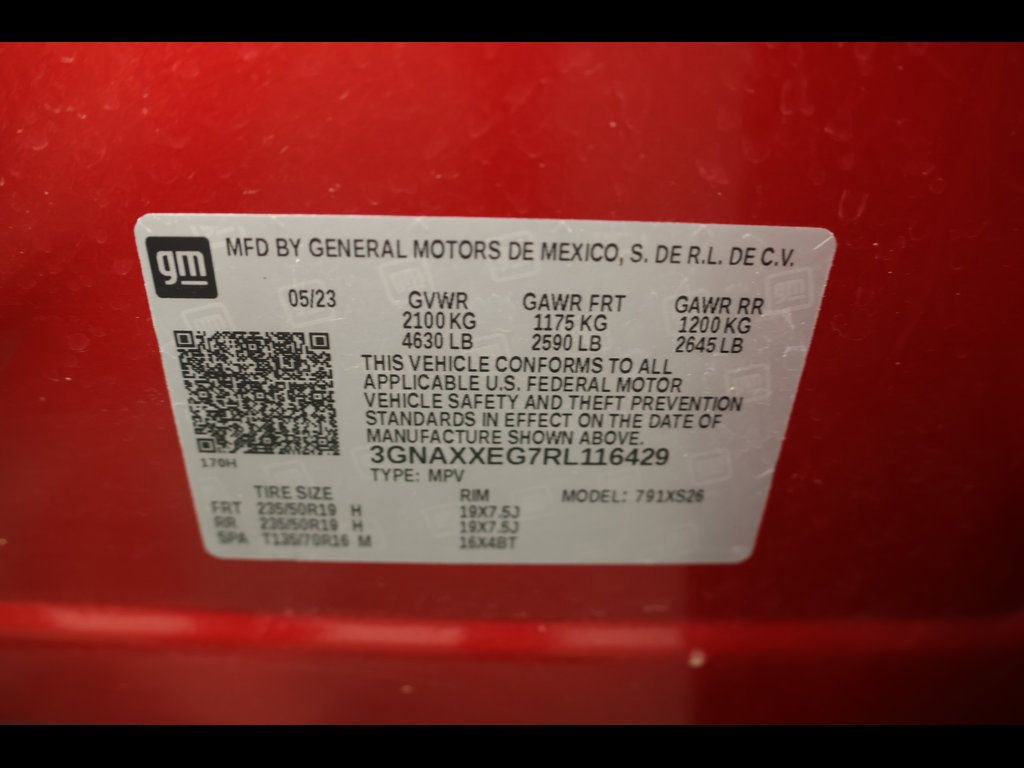 gm
MFD BY GENERAL MOTORS DE MEXICO, S. DE R.L. DE C.V.
05/23 GVWR GAWR FRT GAWR RR
2100 KG 1175 KG 1200 KG
4630 LB 2590 LB 2645 LB
THIS VEHICLE CONFORMS TO ALL
APPLICABLE U.S. FEDERAL MOTOR
VEHICLE SAFETY AND THEFT PREVENTION
STANDARDS IN EFFECT ON THE DATE OF
MANUFACTURE SHOWN ABOVE.
170H
3GNAXXEG7RL116429
TYPE: MPV
TIRE SIZE RIM MODEL: 791XS26
FRT 235/50R19 H 19X7.5J
RR 235/50R19 H 19X7.5J
SPA T135/70R16 M 16X4BT